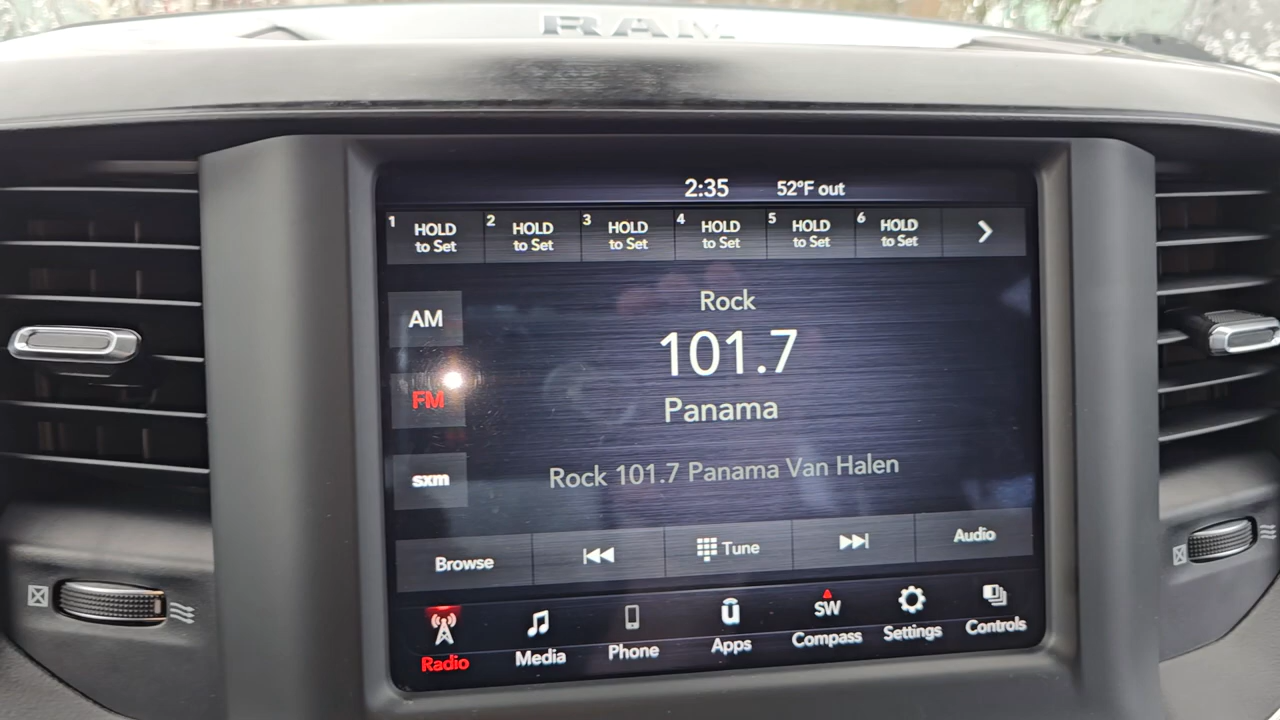 RAM
2:35 52°F out
1 HOLD to Set
2 HOLD to Set
3 HOLD to Set
4 HOLD to Set
5 HOLD to Set
6 HOLD to Set
AM
FM
sxm
Rock
101.7
Panama
Rock 101.7 Panama Van Halen
Browse Tune Audio
SW
Radio Media Phone Apps Compass Settings Controls